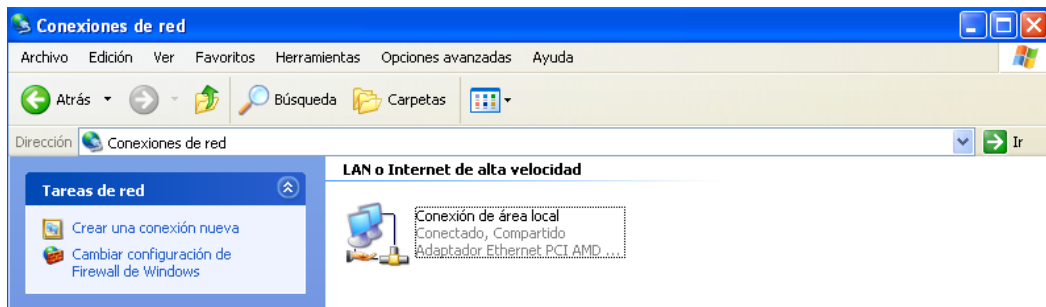 Conexiones de red
Archivo Edición Ver Favoritos Herramientas Opciones avanzadas Ayuda
Atrás Búsqueda Carpetas
Dirección Conexiones de red Ir
Tareas de red
Crear una conexión nueva
Cambiar configuración de
Firewall de Windows
LAN o Internet de alta velocidad
Conexión de área local
Conectado, Compartido
Adaptador Ethernet PCI AMD ...